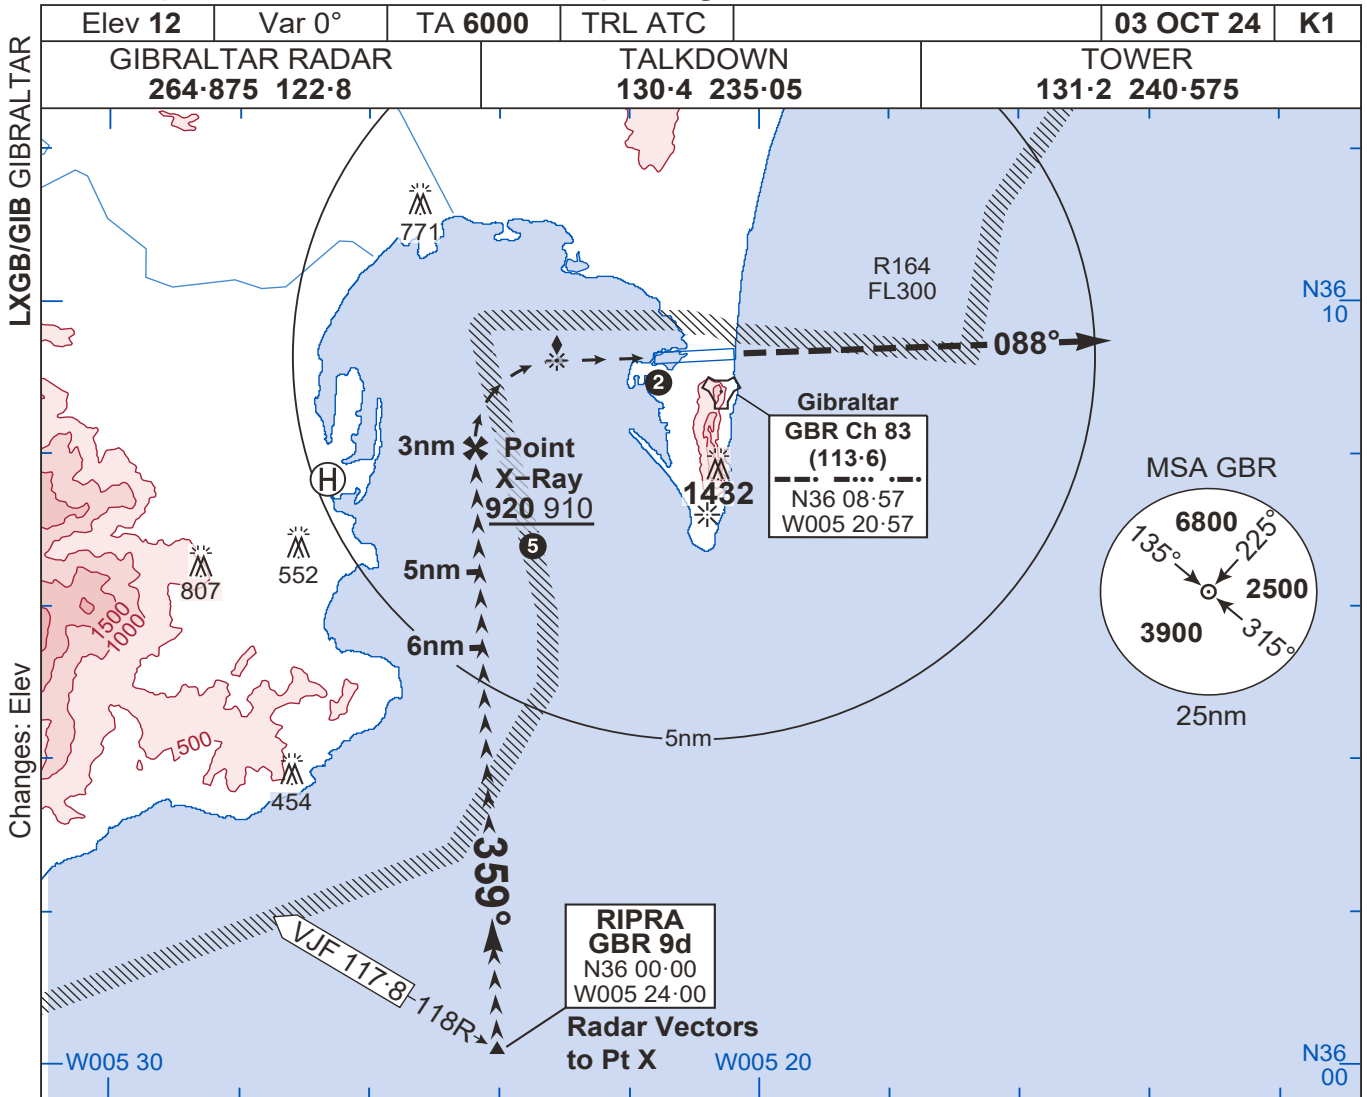 Elev 12
Var 0°
TA 6000
TRL ATC
03 OCT 24
K1
GIBRALTAR RADAR
264·875 122·8
TALKDOWN
130·4 235·05
TOWER
131·2 240·575
LXGB/GIB GIBRALTAR
Changes: Elev
771
R164
FL300
N36
10
088°
2
Gibraltar
GBR Ch 83
(113·6)
N36 08·57
W005 20·57
3nm
Point
X–Ray
920 910
H
1432
5
MSA GBR
6800
135°
225°
2500
3900
315°
25nm
552
807
5nm
6nm
1500
1000
500
454
5nm
359°
VJF 117·8
118R
RIPRA
GBR 9d
N36 00·00
W005 24·00
Radar Vectors
to Pt X
W005 30
W005 20
N36
00